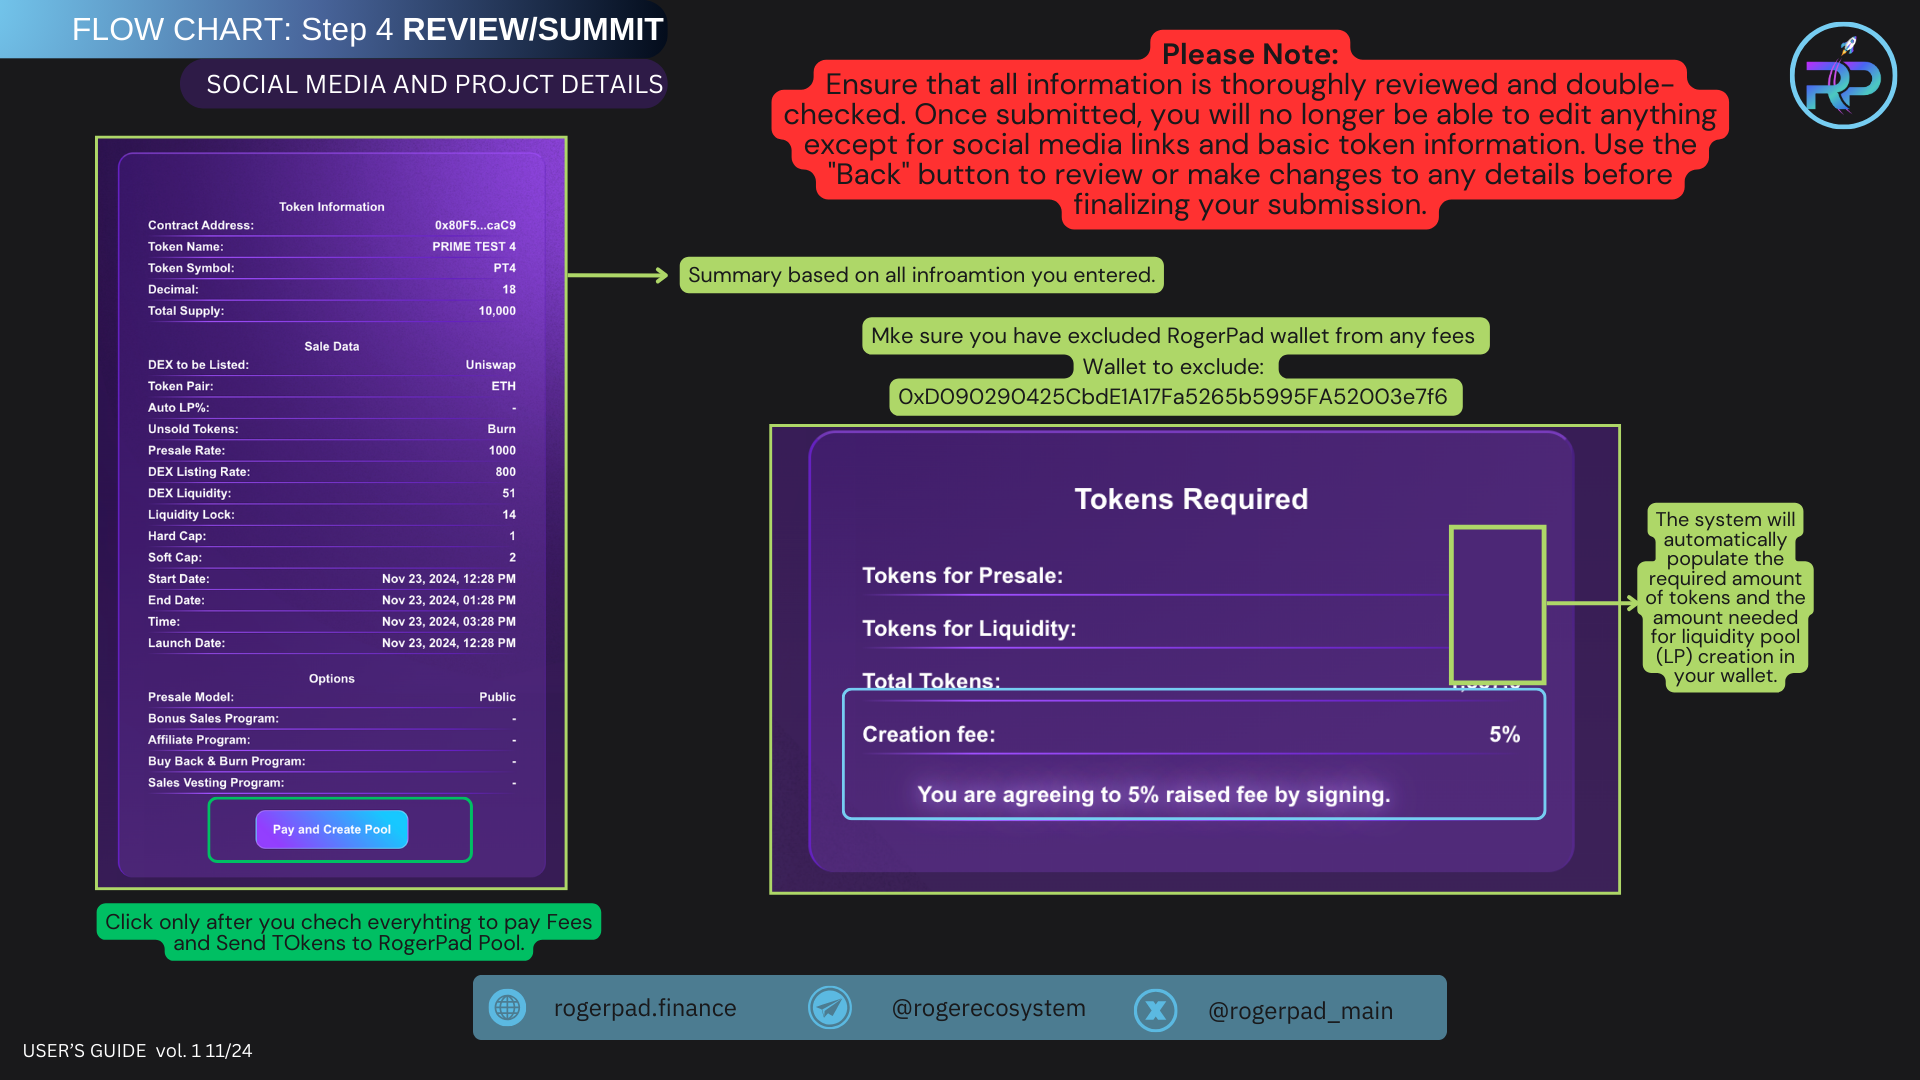 FLOW CHART: Step 4 REVIEW/SUMMIT
SOCIAL MEDIA AND PROJCT DETAILS
Please Note:
Ensure that all information is thoroughly reviewed and double-
checked. Once submitted, you will no longer be able to edit anything
except for social media links and basic token information. Use the
"Back" button to review or make changes to any details before
finalizing your submission.
RP
Token Information
Contract Address: 0x80F5...caC9
Token Name: PRIME TEST 4
Token Symbol: PT4
Decimal: 18
Total Supply: 10,000
Sale Data
DEX to be Listed: Uniswap
Token Pair: ETH
Auto LP%: -
Unsold Tokens: Burn
Presale Rate: 1000
DEX Listing Rate: 800
DEX Liquidity: 51
Liquidity Lock: 14
Hard Cap: 1
Soft Cap: 2
Start Date: Nov 23, 2024, 12:28 PM
End Date: Nov 23, 2024, 01:28 PM
Time: Nov 23, 2024, 03:28 PM
Launch Date: Nov 23, 2024, 12:28 PM
Options
Presale Model: Public
Bonus Sales Program: -
Affiliate Program: -
Buy Back & Burn Program: -
Sales Vesting Program: -
Pay and Create Pool
Click only after you chech everyhting to pay Fees
and Send TOkens to RogerPad Pool.
Summary based on all infroamtion you entered.
Mke sure you have excluded RogerPad wallet from any fees
Wallet to exclude:
0xD090290425CbdE1A17Fa5265b5995FA52003e7f6
Tokens Required
Tokens for Presale:
Tokens for Liquidity:
Total Tokens:
Creation fee: 5%
You are agreeing to 5% raised fee by signing.
The system will
automatically
populate the
required amount
of tokens and the
amount needed
for liquidity pool
(LP) creation in
your wallet.
rogerpad.finance
@rogerecosystem
X
@rogerpad_main
USER'S GUIDE vol. 1 11/24